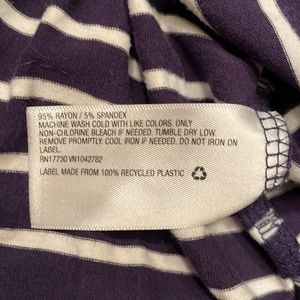 95% RAYON / 5% SPANDEX
MACHINE WASH COLD WITH LIKE COLORS. ONLY
NON-CHLORINE BLEACH IF NEEDED. TUMBLE DRY LOW.
REMOVE PROMPTLY. COOL IRON IF NEEDED. DO NOT IRON ON
LABEL.
RN17730 VN1042782
LABEL MADE FROM 100% RECYCLED PLASTIC